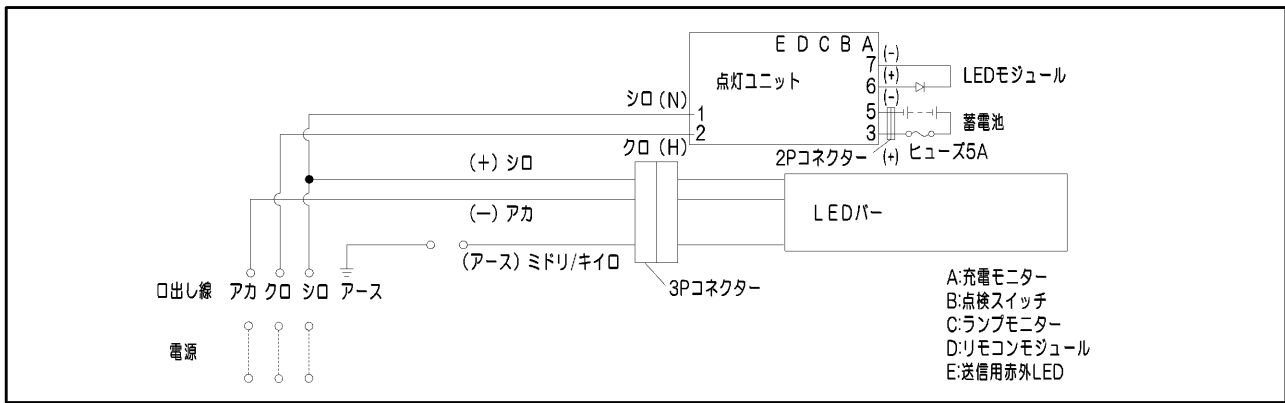 E D C B A
点灯ユニット
7
(-)
(+)
6
(-)
LEDモジュール
シロ (N)
1
5
蓄電池
2
3
クロ (H)
2Pコネクター
(+)
ヒューズ5A
(+) シロ
(-) アカ
LEDバー
(アース) ミドリ/キイロ
3Pコネクター
口出し線 アカ クロ シロ アース
電源
A:充電モニター
B:点検スイッチ
C:ランプモニター
D:リモコンモジュール
E:送信用赤外LED